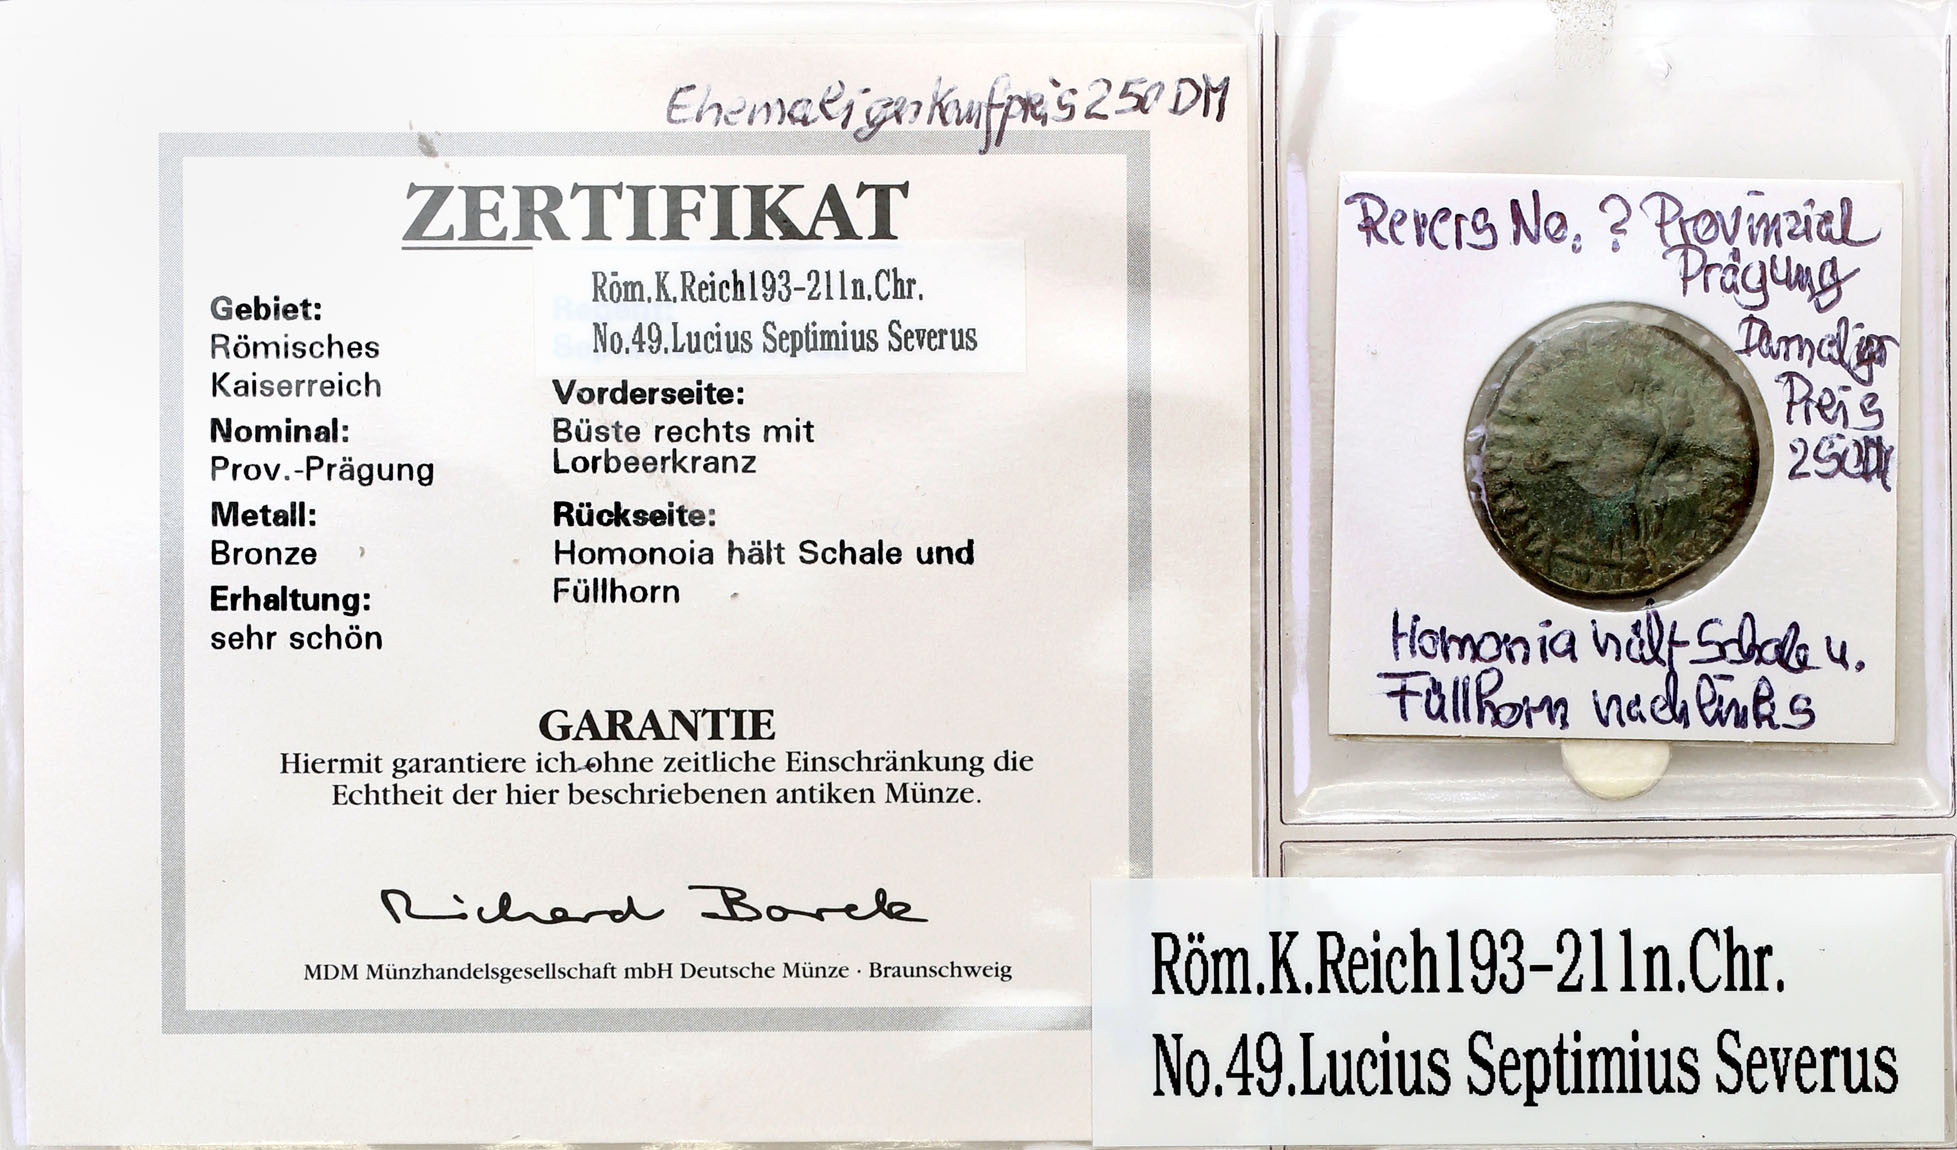 Ehemaliger Kaufpreis 250 DM
ZERTIFIKAT
Röm.K.Reich193-211n.Chr.
No.49.Lucius Septimius Severus
Gebiet:
Römisches
Kaiserreich
Nominal:
Prov.-Prägung
Metall:
Bronze
Erhaltung:
sehr schön
Vorderseite:
Büste rechts mit
Lorbeerkranz
Rückseite:
Homonoia hält Schale und
Füllhorn
GARANTIE
Hiermit garantiere ich ohne zeitliche Einschränkung die
Echtheit der hier beschriebenen antiken Münze.
Richard Borek
MDM Münzhandelsgesellschaft mbH Deutsche Münze · Braunschweig
Revers No. ? Provinzial
Prägung
Damaliger
Preis
250DM
Homonia hält Schale u.
Füllhorn nach links
Röm.K.Reich193-211n.Chr.
No.49.Lucius Septimius Severus